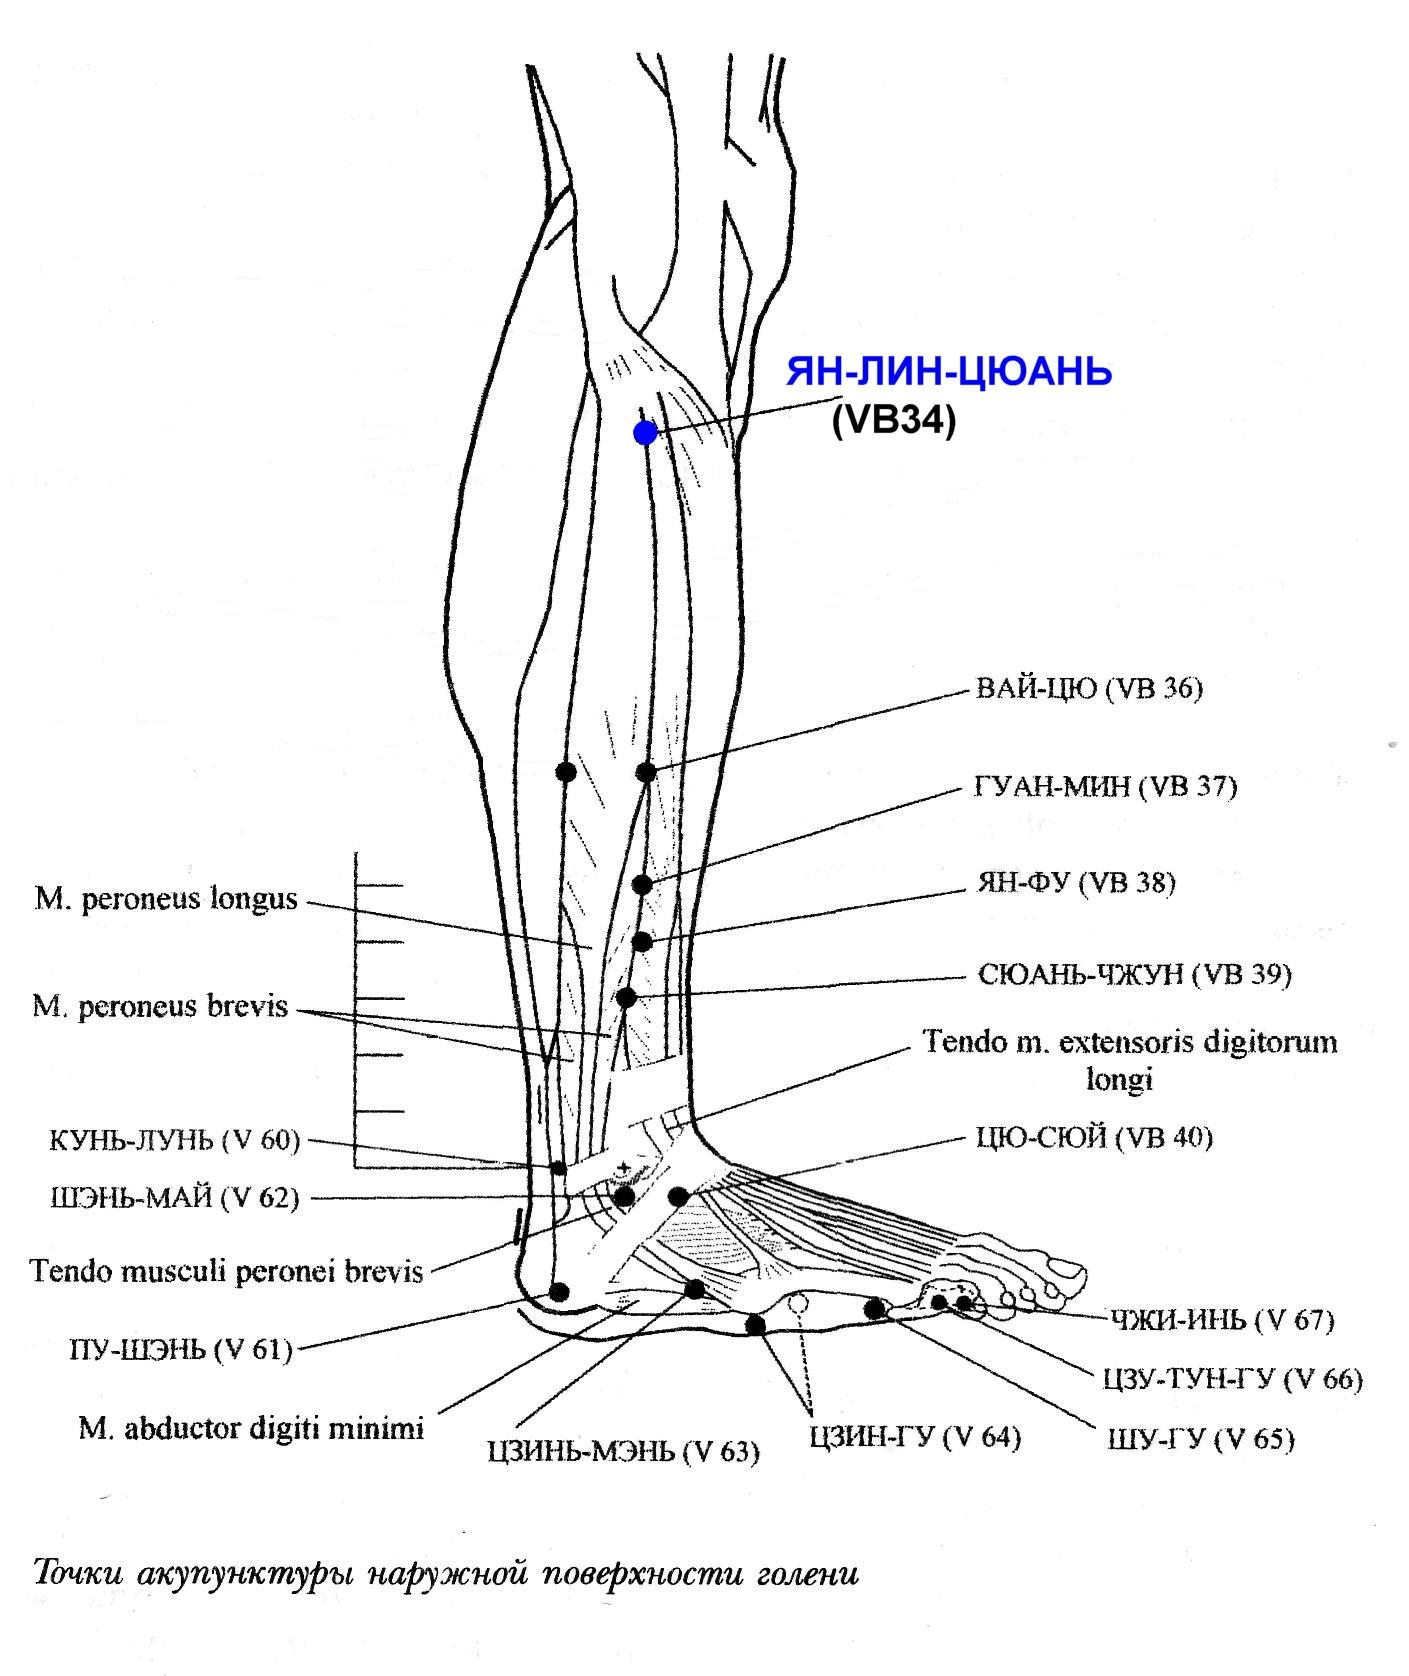 ЯН-ЛИН-ЦЮАНЬ
(VB34)
ВАЙ-ЦЮ (VB 36)
ГУАН-МИН (VB 37)
ЯН-ФУ (VB 38)
M. peroneus longus
СЮАНЬ-ЧЖУН (VB 39)
M. peroneus brevis
Tendo m. extensoris digitorum
longi
КУНЬ-ЛУНЬ (V 60)
ЦЮ-СЮЙ (VB 40)
ШЭНЬ-МАЙ (V 62)
Tendo musculi peronei brevis
ЧЖИ-ИНЬ (V 67)
ПУ-ШЭНЬ (V 61)
ЦЗУ-ТУН-ГУ (V 66)
M. abductor digiti minimi
ЦЗИНЬ-МЭНЬ (V 63)
ЦЗИН-ГУ (V 64)
ШУ-ГУ (V 65)
Точки акупунктуры наружной поверхности голени